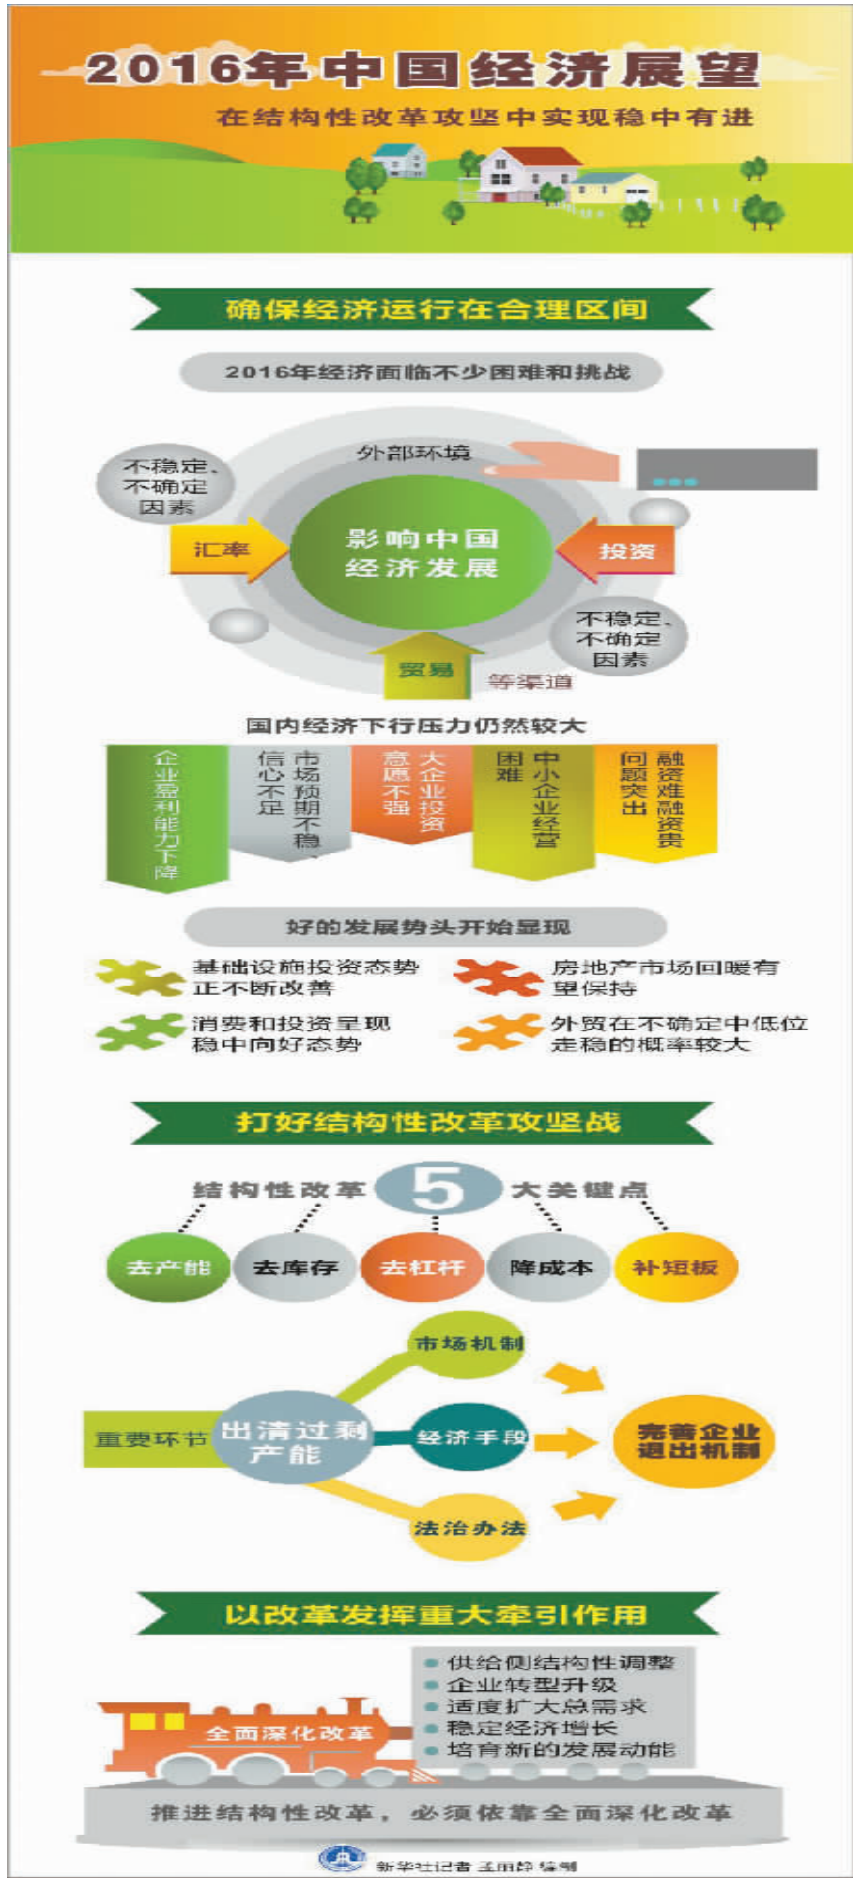 2016年中国经济展望
在结构性改革攻坚中实现稳中有进
确保经济运行在合理区间
2016年经济面临不少困难和挑战
外部环境
不稳定、
不确定
因素
影响中国
经济发展
汇率
投资
不稳定、
不确定
因素
贸易
等渠道
国内经济下行压力仍然较大
企业盈利能力下降
市场预期不稳、
信心不足
大企业投资
意愿不强
中小企业经营
困难
融资难融资贵
问题突出
好的发展势头开始显现
基础设施投资态势
正不断改善
房地产市场回暖有
望保持
消费和投资呈现
稳中向好态势
外贸在不确定中低位
走稳的概率较大
打好结构性改革攻坚战
结构性改革5大关键点
去产能
去库存
去杠杆
降成本
补短板
市场机制
重要环节
出清过剩
产能
经济手段
完善企业
退出机制
法治办法
以改革发挥重大牵引作用
供给侧结构性调整
企业转型升级
适度扩大总需求
稳定经济增长
培育新的发展动能
全面深化改革
推进结构性改革，必须依靠全面深化改革
新华社记者 孟丽静 编制